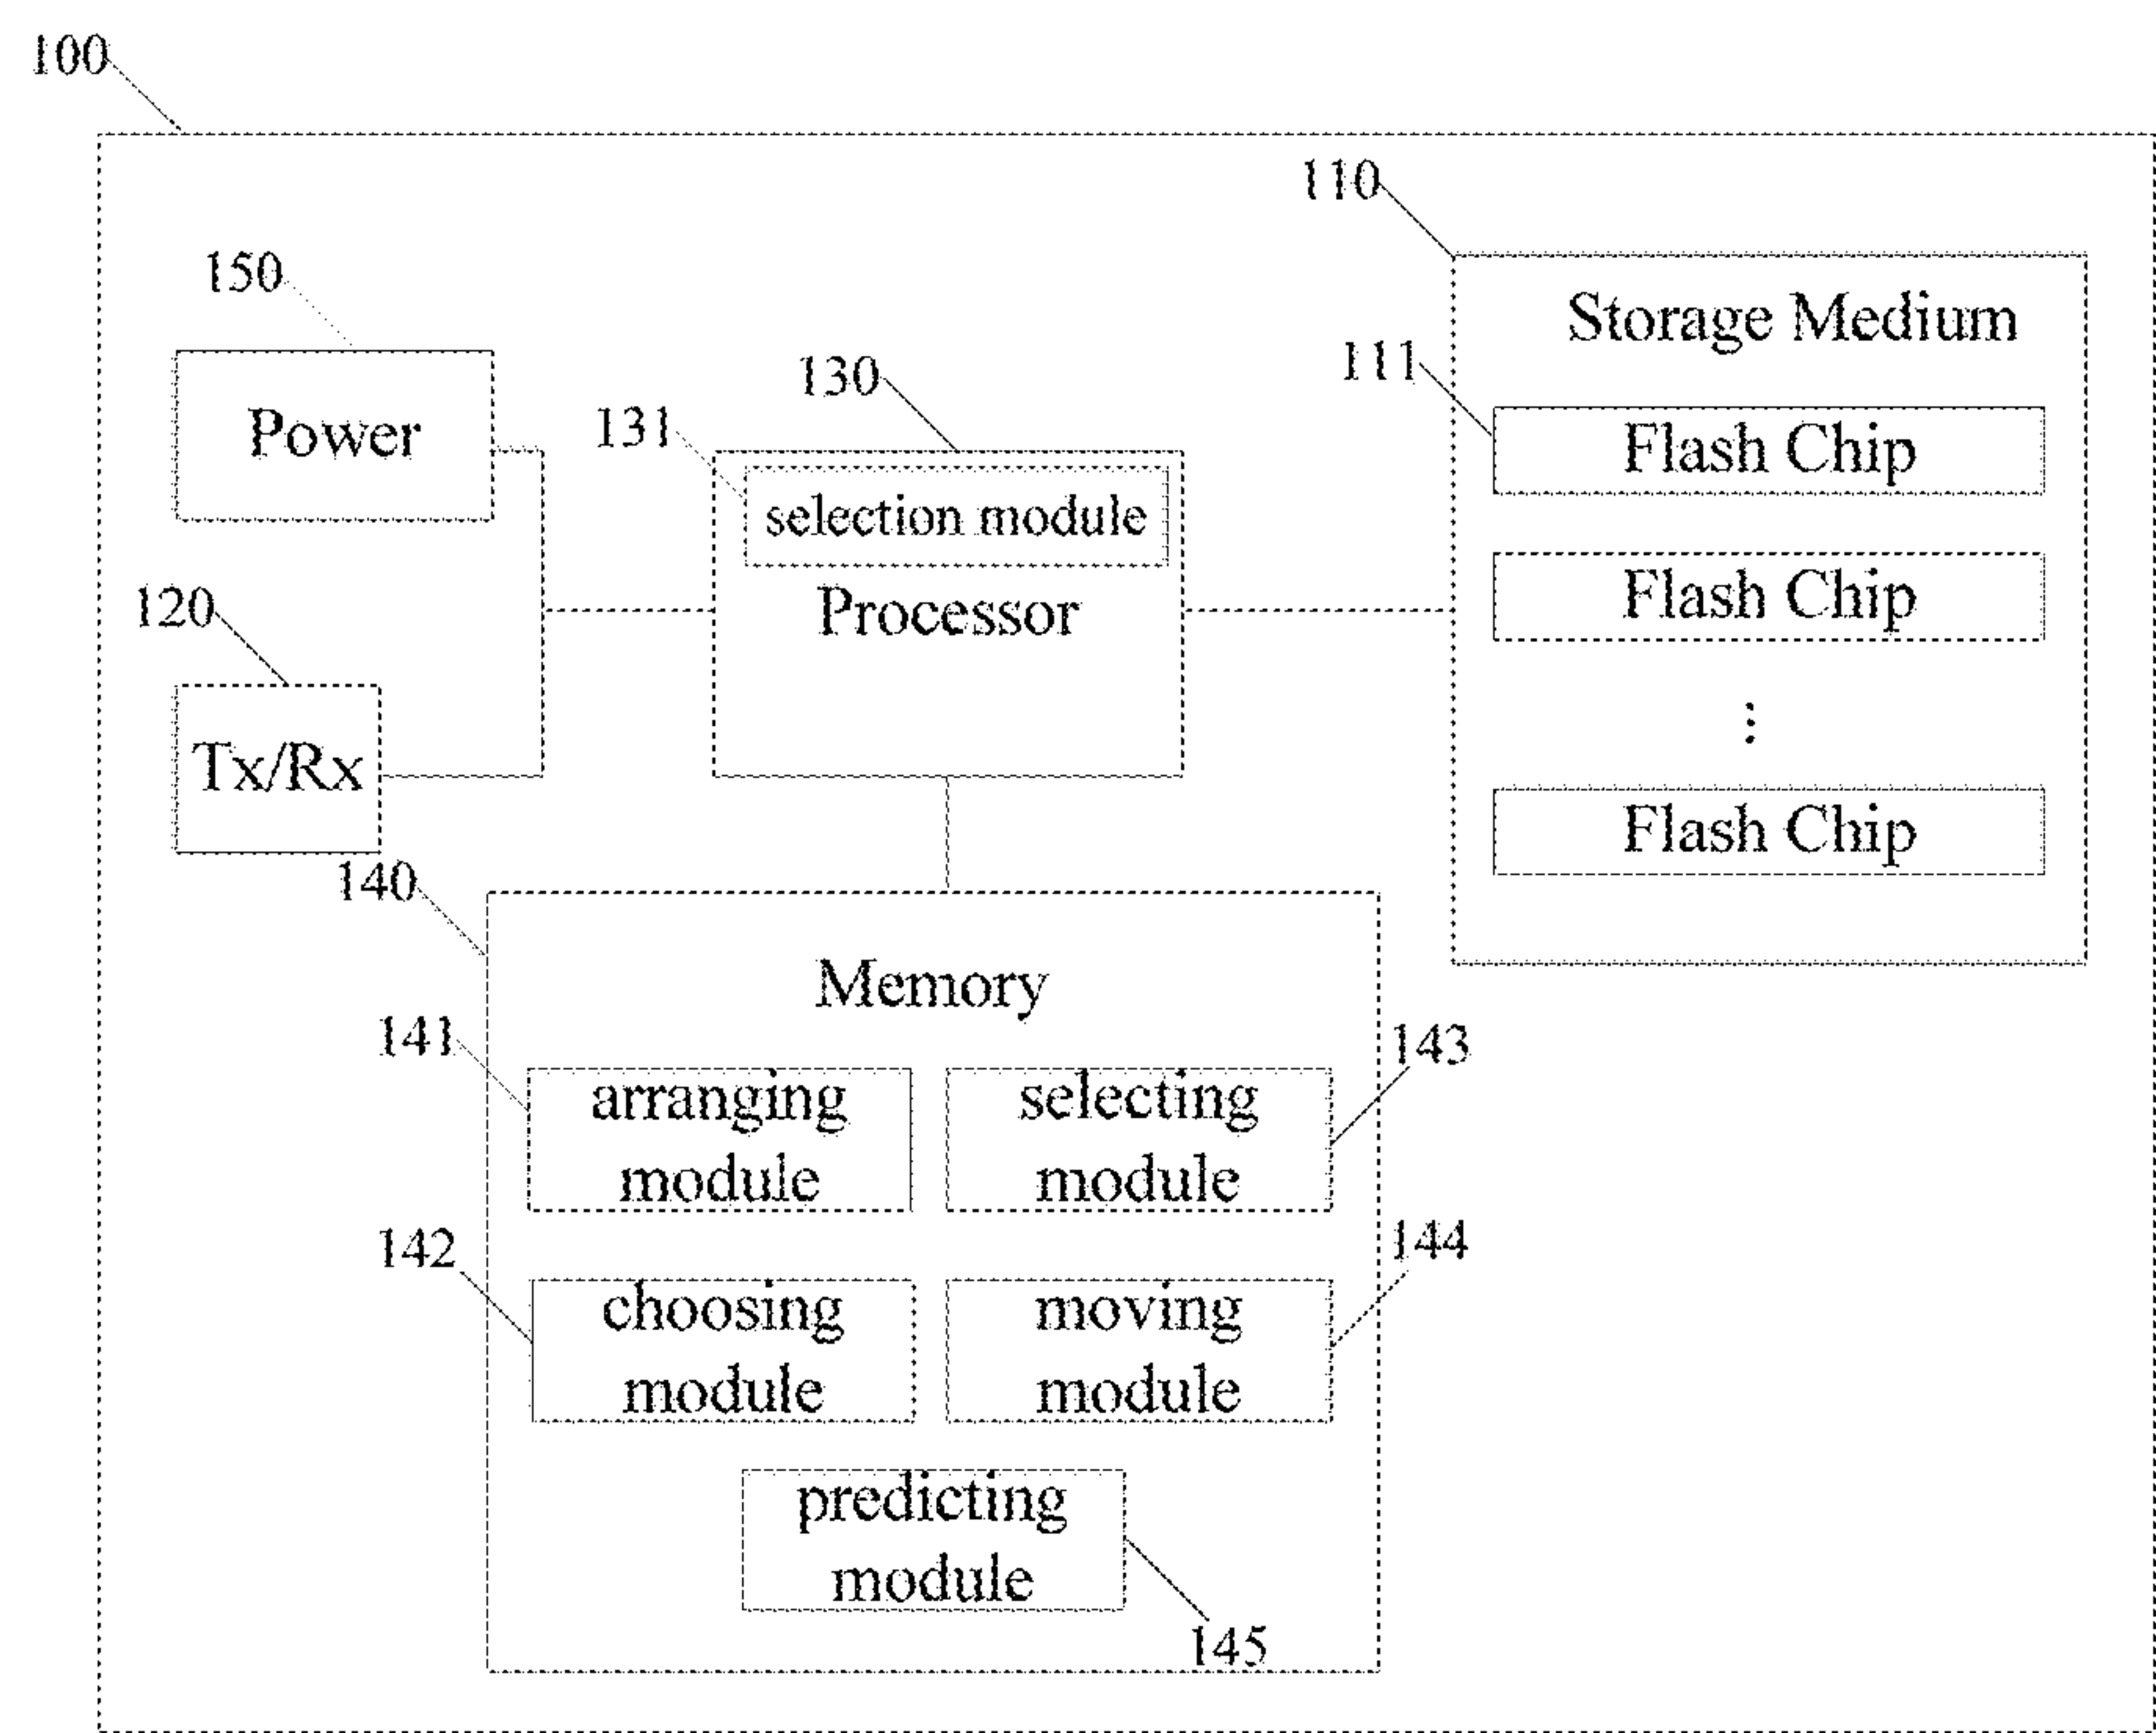 100
110
150
Storage Medium
130
111
Power
131
Flash Chip
selection module
120
Processor
Flash Chip
Tx/Rx
⋮
Flash Chip
140
Memory
141
143
arranging
module
selecting
module
142
144
choosing
module
moving
module
predicting
module
145